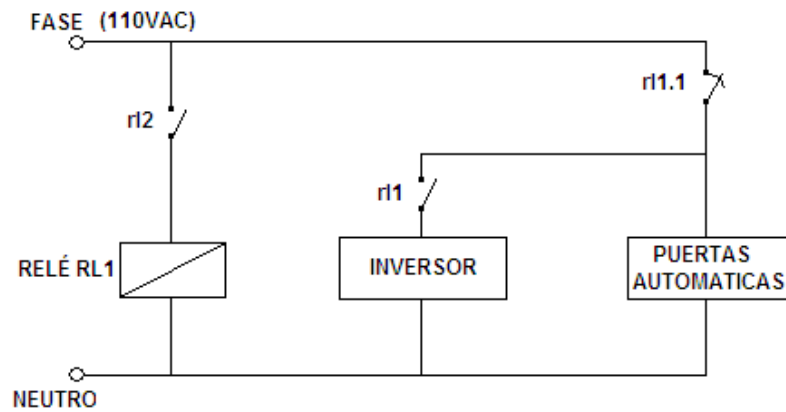 FASE (110VAC)
rl1.1
rl2
rl1
RELÉ RL1
INVERSOR
PUERTAS
AUTOMATICAS
NEUTRO